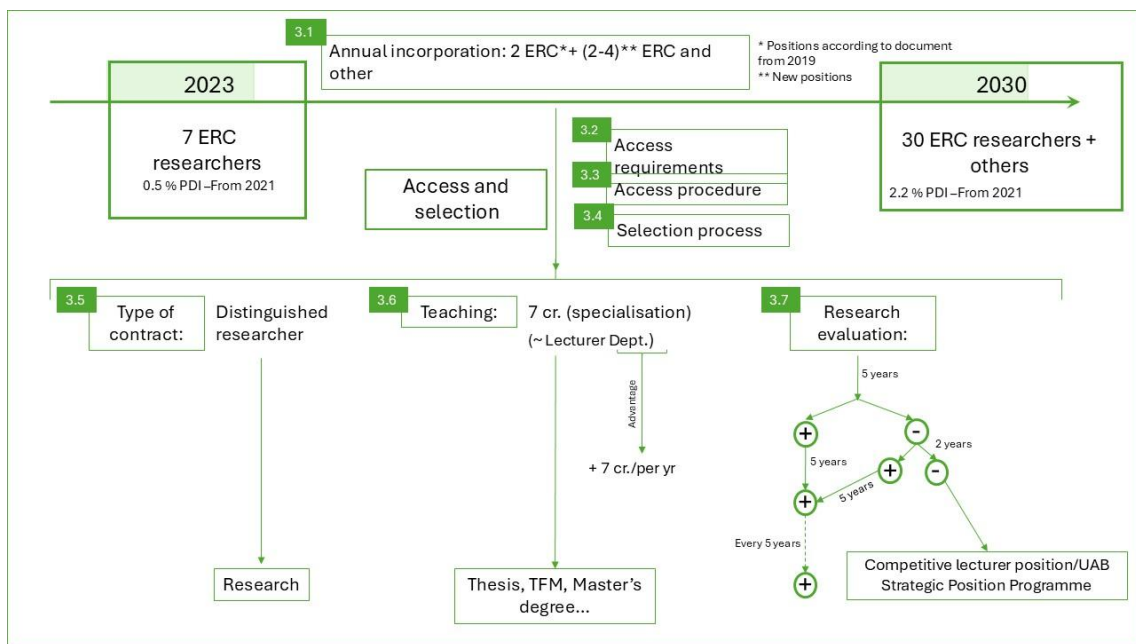 3.1
Annual incorporation: 2 ERC*+ (2-4)** ERC and
other
* Positions according to document
from 2019
** New positions
2023
7 ERC
researchers
0.5 % PDI –From 2021
2030
30 ERC researchers +
others
2.2 % PDI –From 2021
Access and
selection
3.2
Access
requirements
3.3
Access procedure
3.4
Selection process
3.5
Type of
contract:
Distinguished
researcher
Research
3.6
Teaching:
7 cr. (specialisation)
(~ Lecturer Dept.)
Advantage
+ 7 cr./per yr
Thesis, TFM, Master’s
degree...
3.7
Research
evaluation:
5 years
+
-
2 years
5 years
+
-
5 years
+
Every 5 years
+
Competitive lecturer position/UAB
Strategic Position Programme